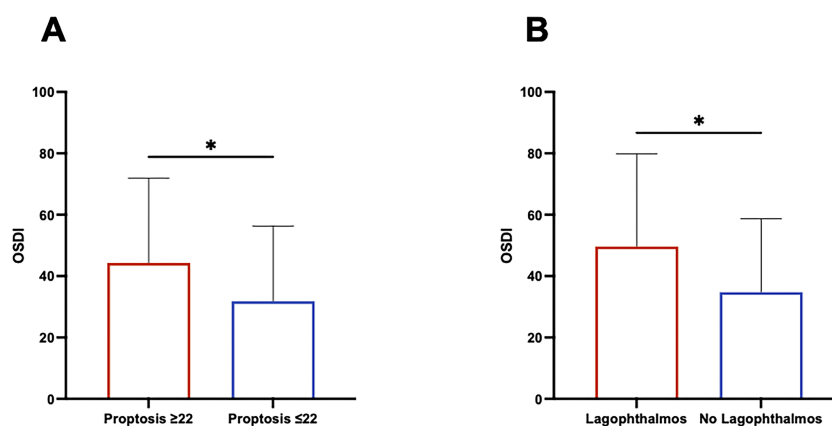 A
100
80
60
40
20
0
OSDI
*
Proptosis ≥22
Proptosis ≤22
B
100
80
60
40
20
0
OSDI
*
Lagophthalmos
No Lagophthalmos